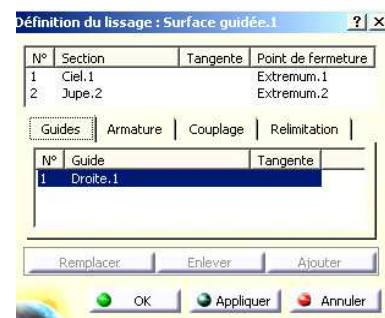 Définition du lissage : Surface guidée.1 ? ×
N° Section Tangente Point de fermeture
1 Ciel.1 Extremum.1
2 Jupe.2 Extremum.2
Guides Armature Couplage Relimitation
N° Guide Tangente
1 Droite.1
Remplacer Enlever Ajouter
OK Appliquer Annuler